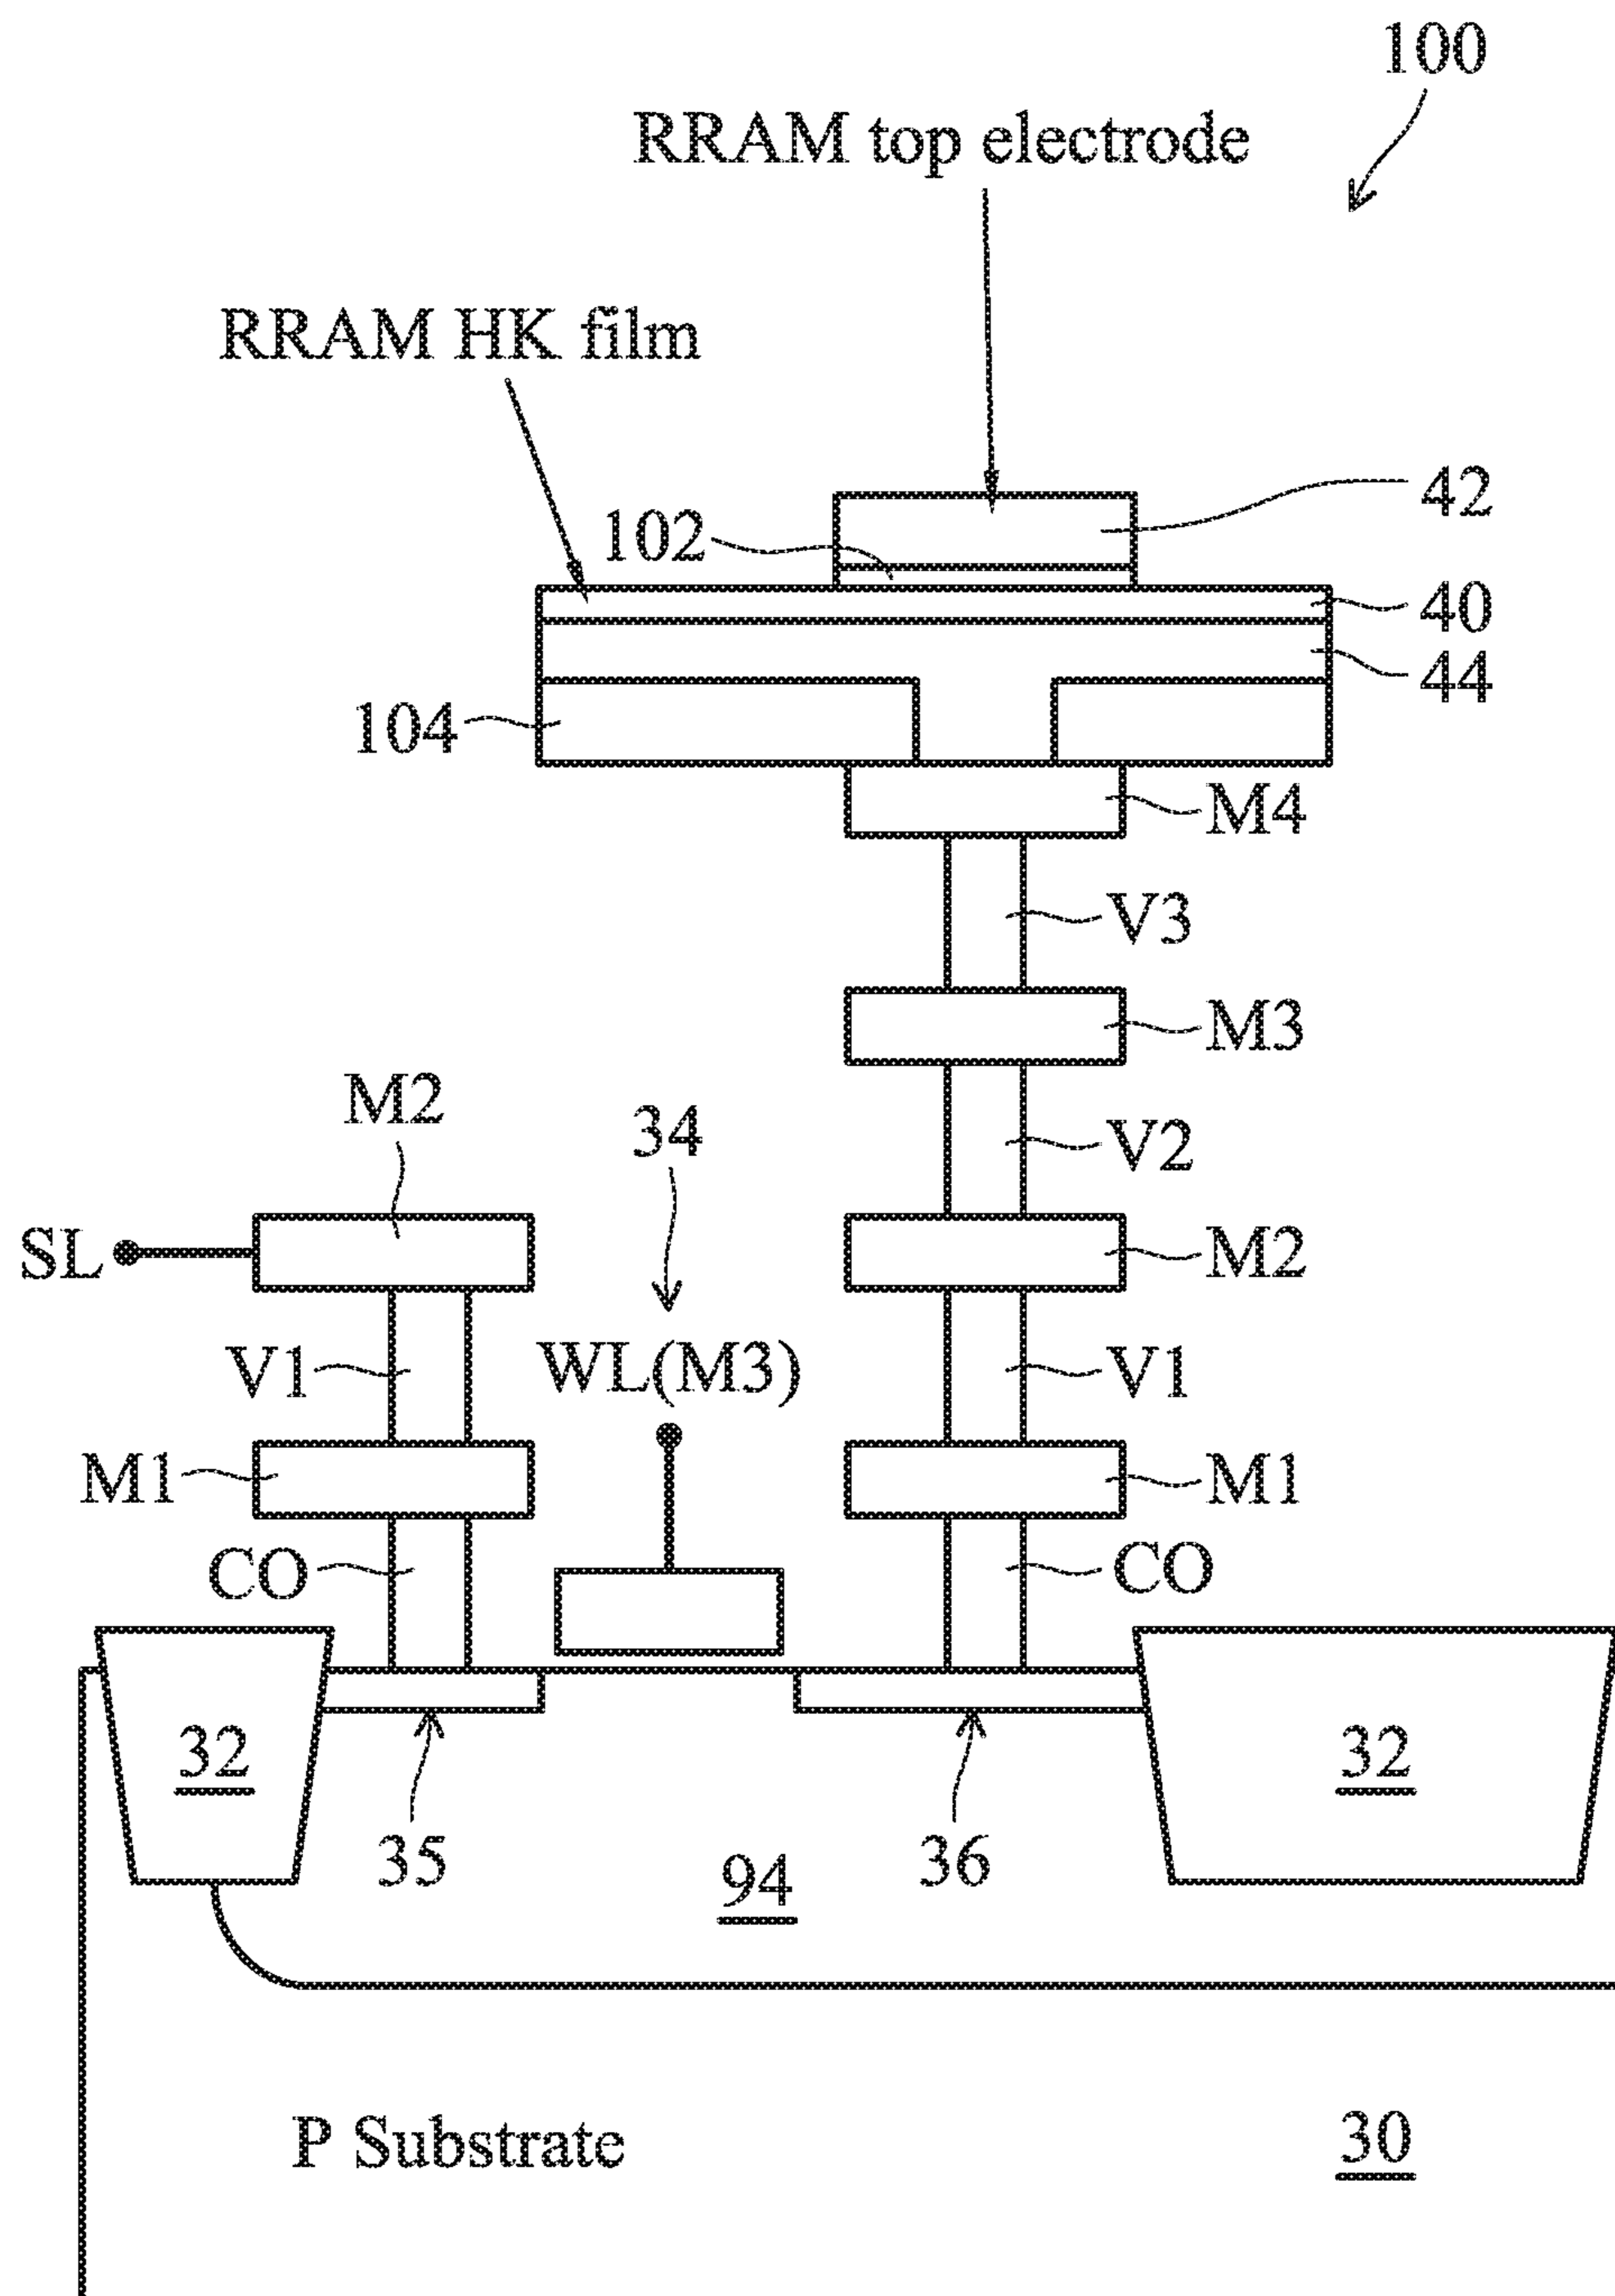 100
RRAM top electrode
RRAM HK film
42
102
40
44
104
M4
V3
M3
M2
34
V2
SL
M2
V1
WL(M3)
V1
M1
M1
CO
CO
32
32
35
36
94
P Substrate
30